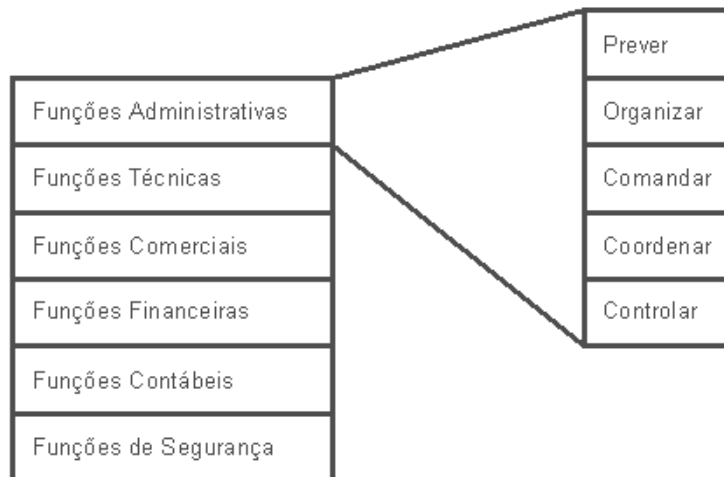 Funções Administrativas
Funções Técnicas
Funções Comerciais
Funções Financeiras
Funções Contábeis
Funções de Segurança
Prever
Organizar
Comandar
Coordenar
Controlar